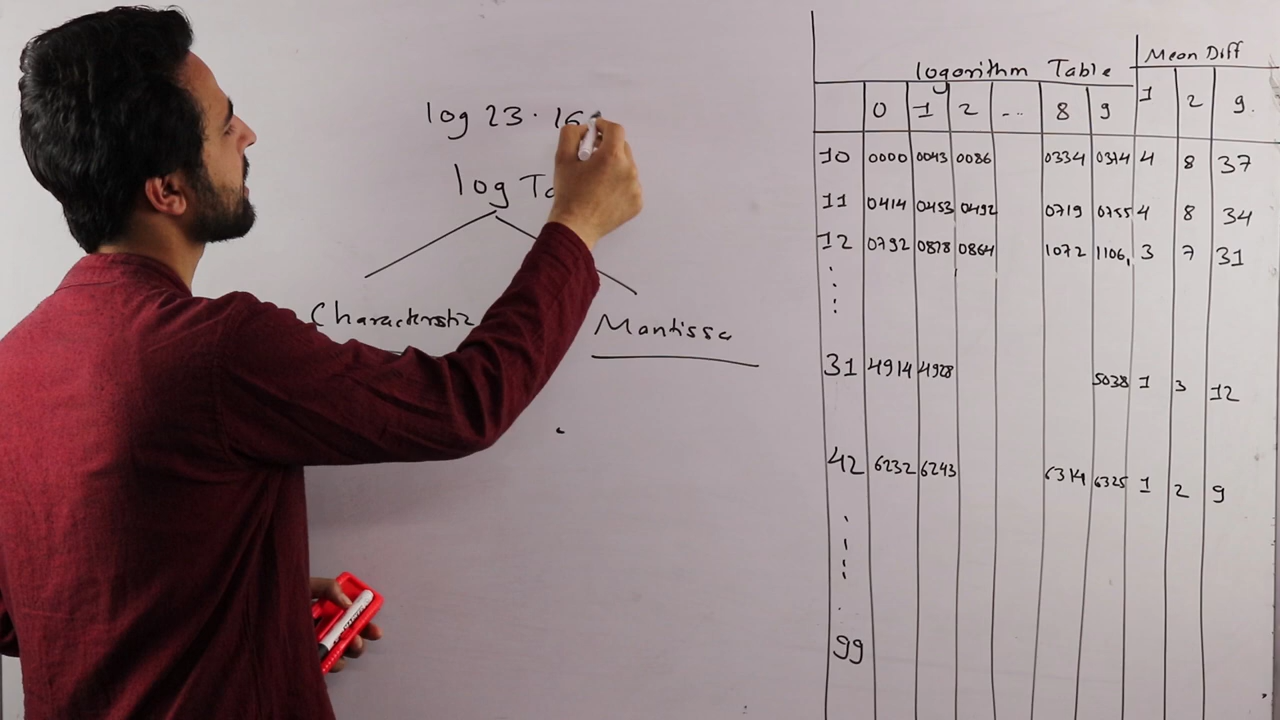 log 23.16
log Ta
Characterstic
Mantissa
logorithm Table
Mean Diff
0 1 2 ... 8 9 1 2 9.
10 0000 0043 0086 0334 0374 4 8 37
11 0414 0453 0492 0719 0755 4 8 34
12 0792 0828 0864 1072 1106 3 7 31
31 4914 4928 5038 1 3 12
42 6232 6243 6314 6325 1 2 9
99